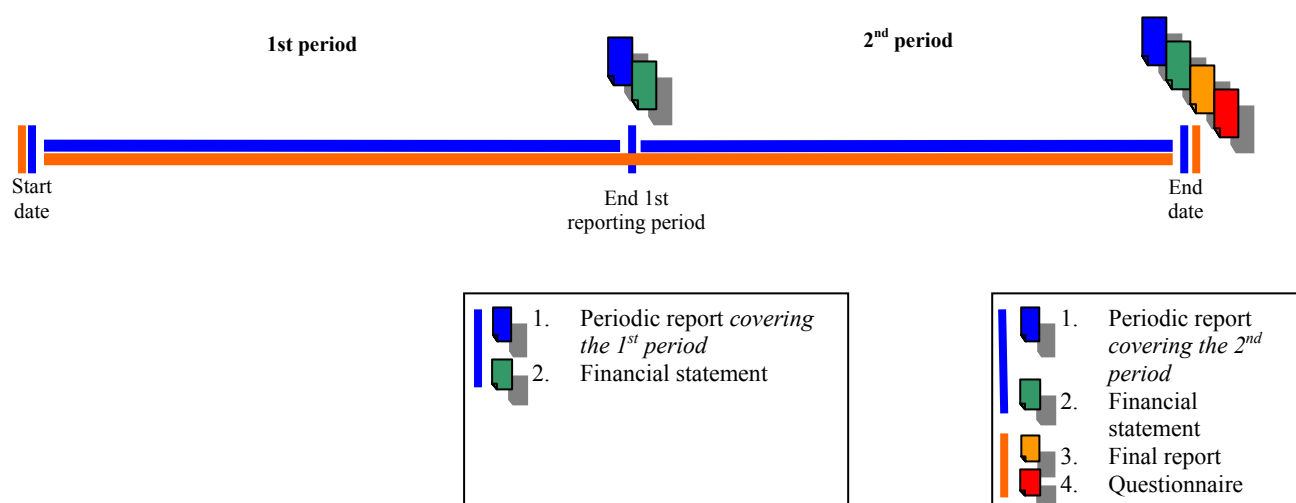 1st period
2nd period
Start
date
End 1st
reporting period
End
date
1. Periodic report covering
the 1st period
2. Financial statement
1. Periodic report
covering the 2nd
period
2. Financial
statement
3. Final report
4. Questionnaire